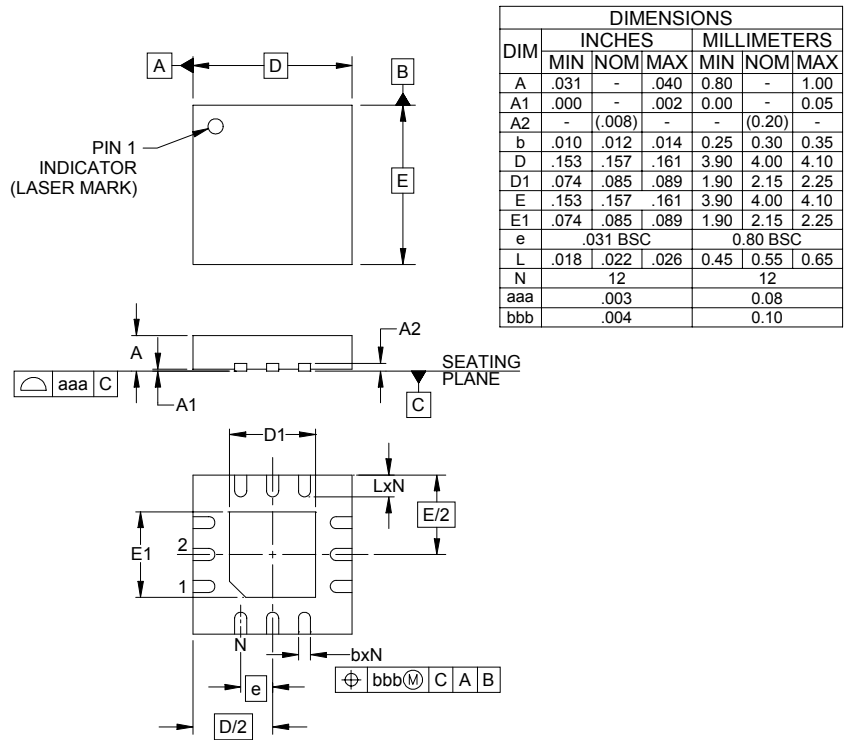 A
D
B
PIN 1
INDICATOR
(LASER MARK)
E
DIMENSIONS
DIM INCHES MILLIMETERS
MIN NOM MAX MIN NOM MAX
A .031 - .040 0.80 - 1.00
A1 .000 - .002 0.00 - 0.05
A2 - (.008) - - (0.20) -
b .010 .012 .014 0.25 0.30 0.35
D .153 .157 .161 3.90 4.00 4.10
D1 .074 .085 .089 1.90 2.15 2.25
E .153 .157 .161 3.90 4.00 4.10
E1 .074 .085 .089 1.90 2.15 2.25
e .031 BSC 0.80 BSC
L .018 .022 .026 0.45 0.55 0.65
N 12 12
aaa .003 0.08
bbb .004 0.10
A
A2
SEATING
PLANE
aaa C
A1
C
D1
LxN
E/2
E1
2
1
N
bxN
bbbⓂ C A B
e
D/2